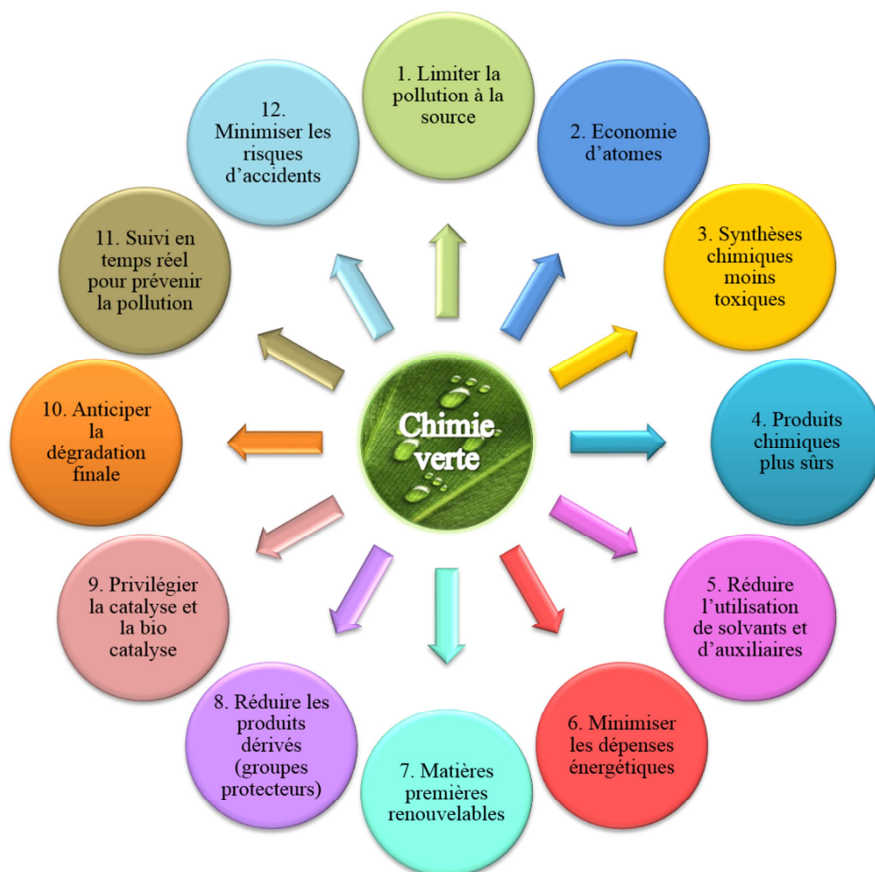 1. Limiter la
pollution à la
source
2. Economie
d’atomes
3. Synthèses
chimiques
moins
toxiques
4. Produits
chimiques
plus sûrs
5. Réduire
l’utilisation
de solvants et
d’auxiliaires
6. Minimiser
les dépenses
énergétiques
7. Matières
premières
renouvelables
8. Réduire les
produits
dérivés
(groupes
protecteurs)
9. Privilégier
la catalyse et
la bio
catalyse
10. Anticiper
la
dégradation
finale
11. Suivi en
temps réel
pour prévenir
la pollution
12.
Minimiser les
risques
d’accidents
Chimie
verte